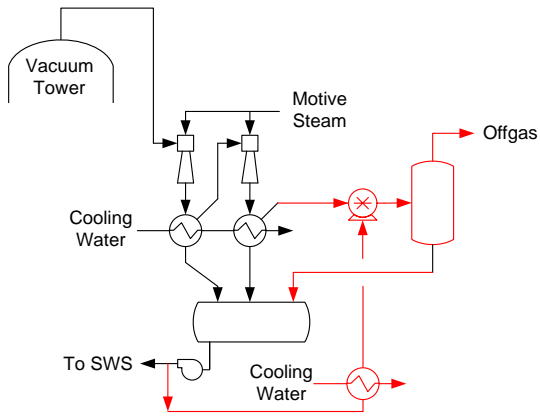 Vacuum
Tower
Motive
Steam
Offgas
Cooling
Water
To SWS
Cooling
Water